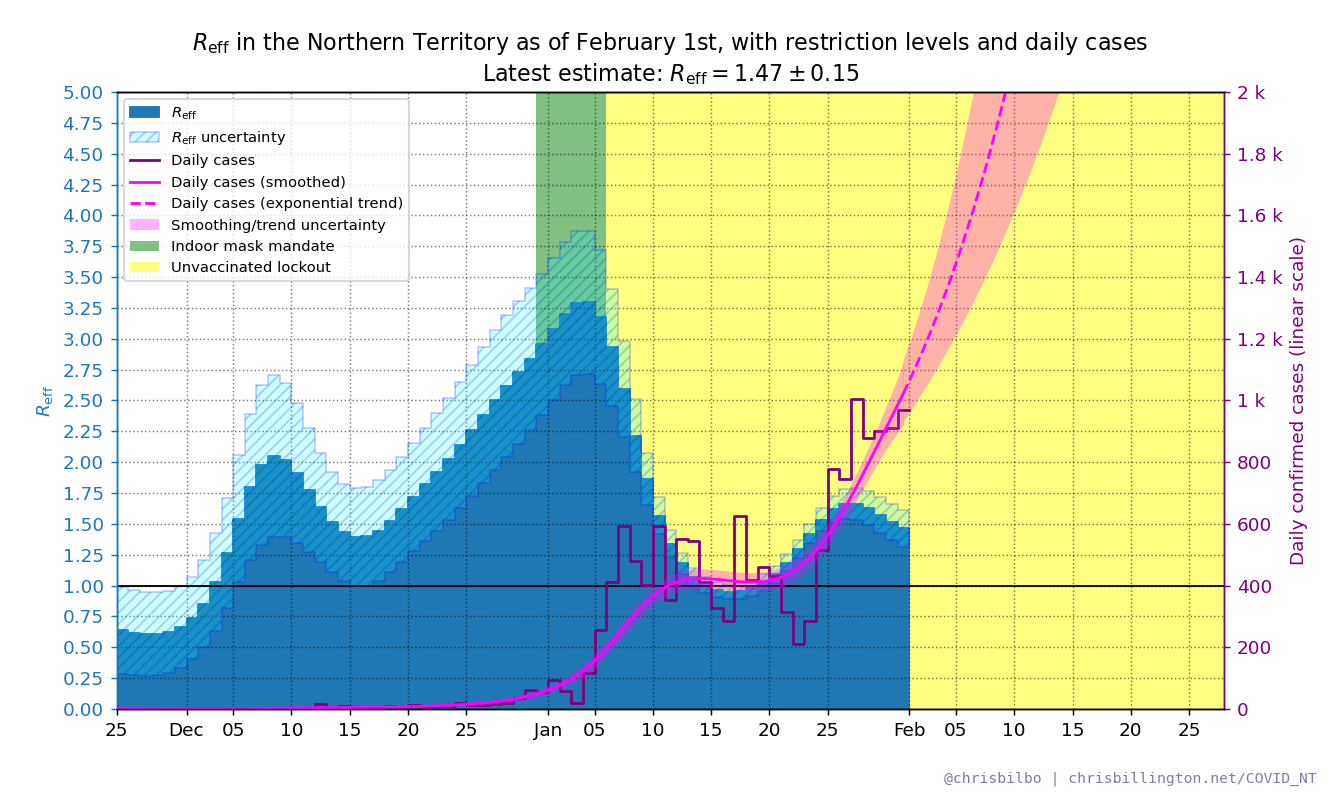 R_eff in the Northern Territory as of February 1st, with restriction levels and daily cases
Latest estimate: R_eff = 1.47 ± 0.15
R_eff
R_eff uncertainty
Daily cases
Daily cases (smoothed)
Daily cases (exponential trend)
Smoothing/trend uncertainty
Indoor mask mandate
Unvaccinated lockout
R_eff
5.00
4.75
4.50
4.25
4.00
3.75
3.50
3.25
3.00
2.75
2.50
2.25
2.00
1.75
1.50
1.25
1.00
0.75
0.50
0.25
0.00
2 k
1.8 k
1.6 k
1.4 k
1.2 k
1 k
800
600
400
200
0
Daily confirmed cases (linear scale)
25 Dec 05 10 15 20 25 Jan 05 10 15 20 25 Feb 05 10 15 20 25
@chrisbilbo | chrisbillington.net/COVID_NT